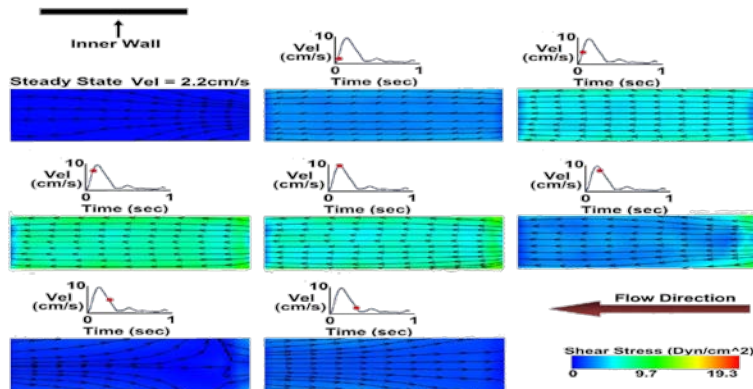 Inner Wall
Steady State Vel = 2.2cm/s
Vel (cm/s)
10
0
1
Time (sec)
Vel (cm/s)
10
0
1
Time (sec)
Vel (cm/s)
10
0
1
Time (sec)
Vel (cm/s)
10
0
1
Time (sec)
Vel (cm/s)
10
0
1
Time (sec)
Vel (cm/s)
10
0
1
Time (sec)
Vel (cm/s)
10
0
1
Time (sec)
Flow Direction
Shear Stress (Dyn/cm^2)
0 9.7 19.3